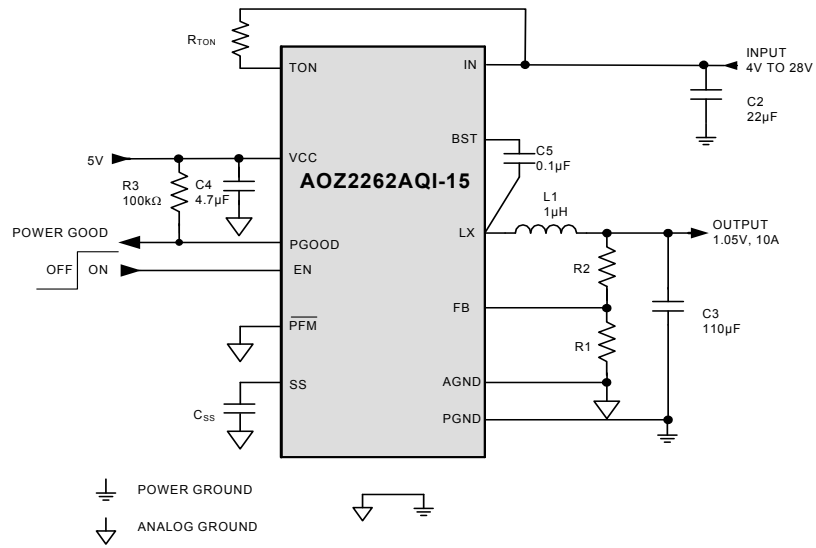 R_TON
TON
IN
INPUT
4V TO 28V
C2
22µF
BST
C5
0.1µF
5V
VCC
AOZ2262AQI-15
R3
100kΩ
C4
4.7µF
L1
1µH
POWER GOOD
PGOOD
LX
OUTPUT
1.05V, 10A
OFF ON
EN
R2
FB
C3
110µF
PFM
R1
SS
AGND
C_SS
PGND
POWER GROUND
ANALOG GROUND